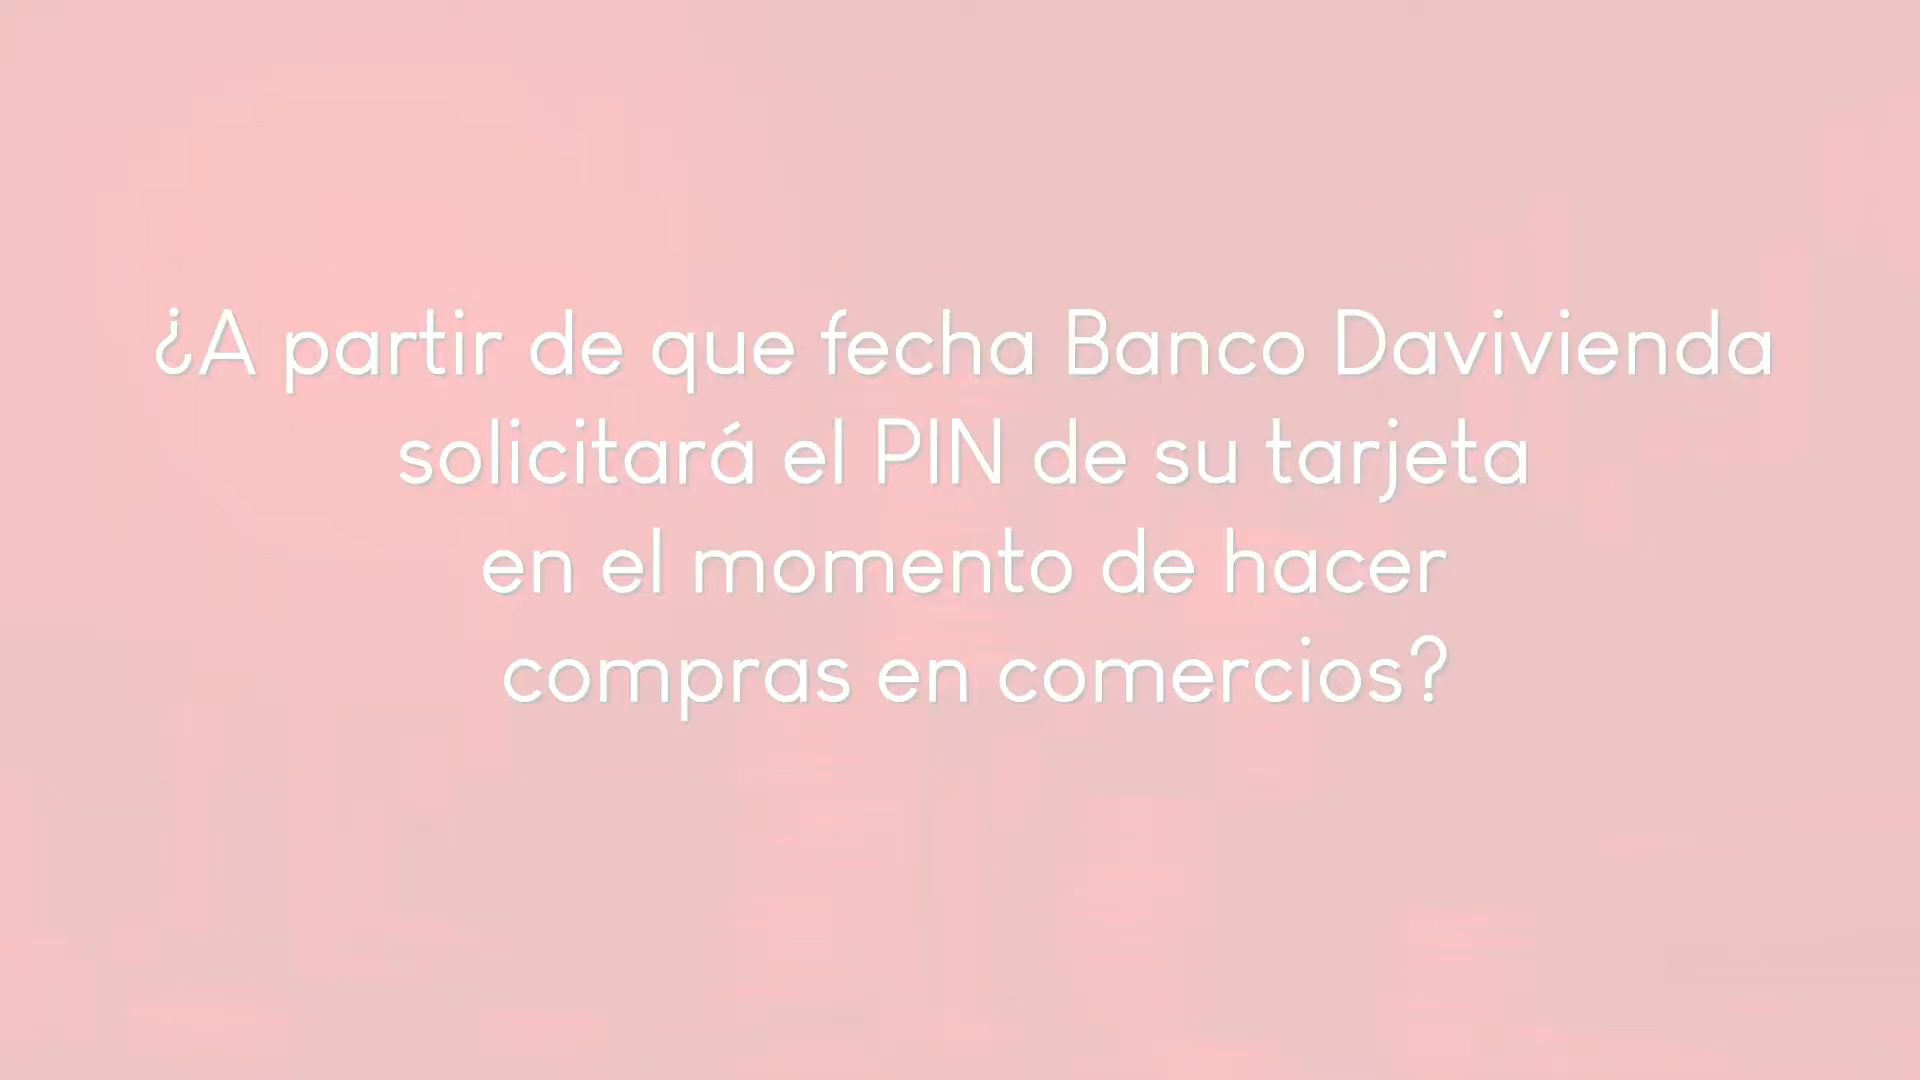 ¿A partir de que fecha Banco Davivienda
solicitará el PIN de su tarjeta
en el momento de hacer
compras en comercios?